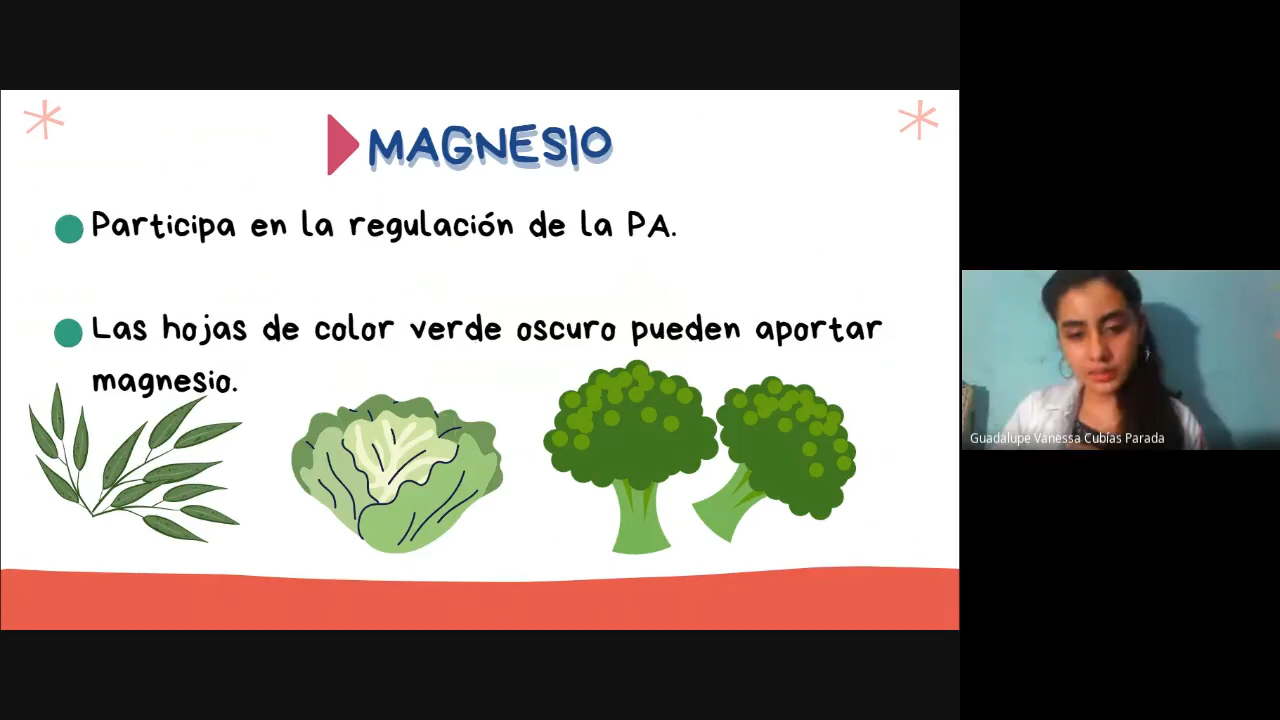 MAGNESIO
Participa en la regulación de la PA.
Las hojas de color verde oscuro pueden aportar
magnesio.
Guadalupe Vanessa Cubías Parada